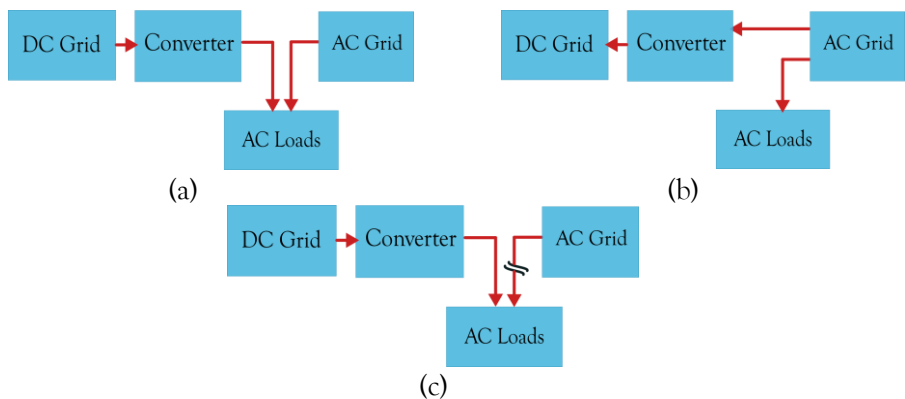 DC Grid
Converter
AC Grid
AC Loads
(a)
DC Grid
Converter
AC Grid
AC Loads
(b)
DC Grid
Converter
AC Grid
AC Loads
(c)